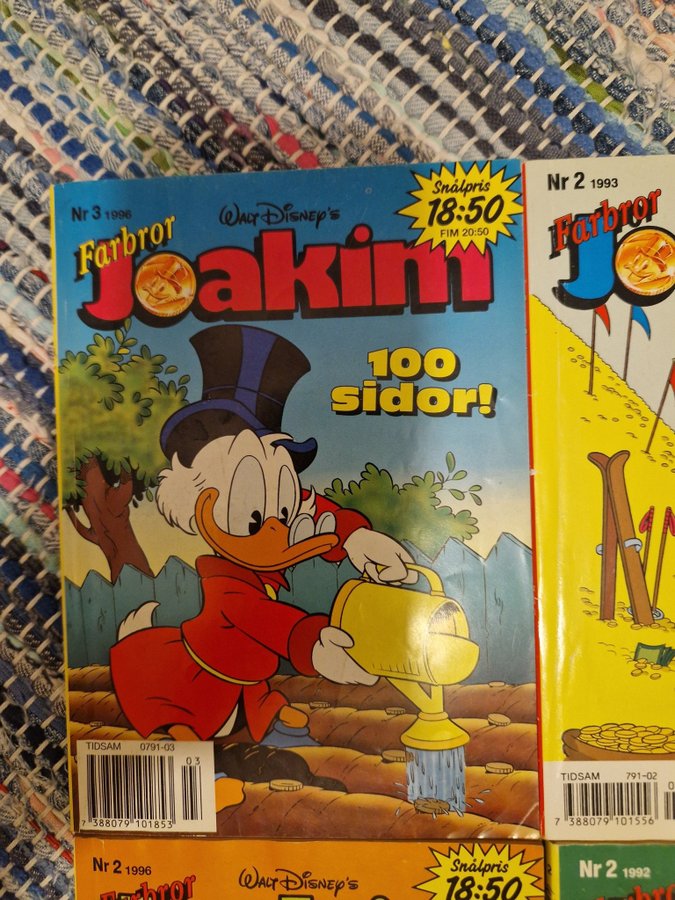 Nr 3 1996
WALT DISNEY'S
Snålpris
18:50
FIM 20:50
Farbror
Joakim
100
sidor!
TIDSAM 0791-03
03
7 388079 101853
Nr 2 1993
Farbror
TIDSAM 791-02
7 388079 101556
Nr 2 1996
WALT DISNEY'S
Snålpris
18:50
Farbror
Nr 2 1992